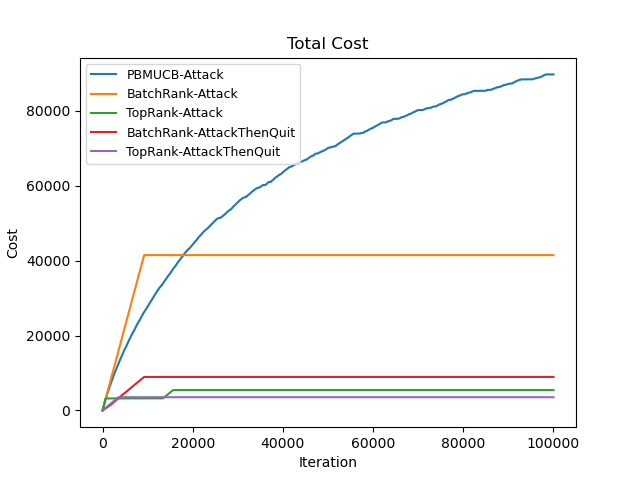 Total Cost
PBMUCB-Attack
BatchRank-Attack
TopRank-Attack
BatchRank-AttackThenQuit
TopRank-AttackThenQuit
Cost
80000
60000
40000
20000
0
0 20000 40000 60000 80000 100000
Iteration